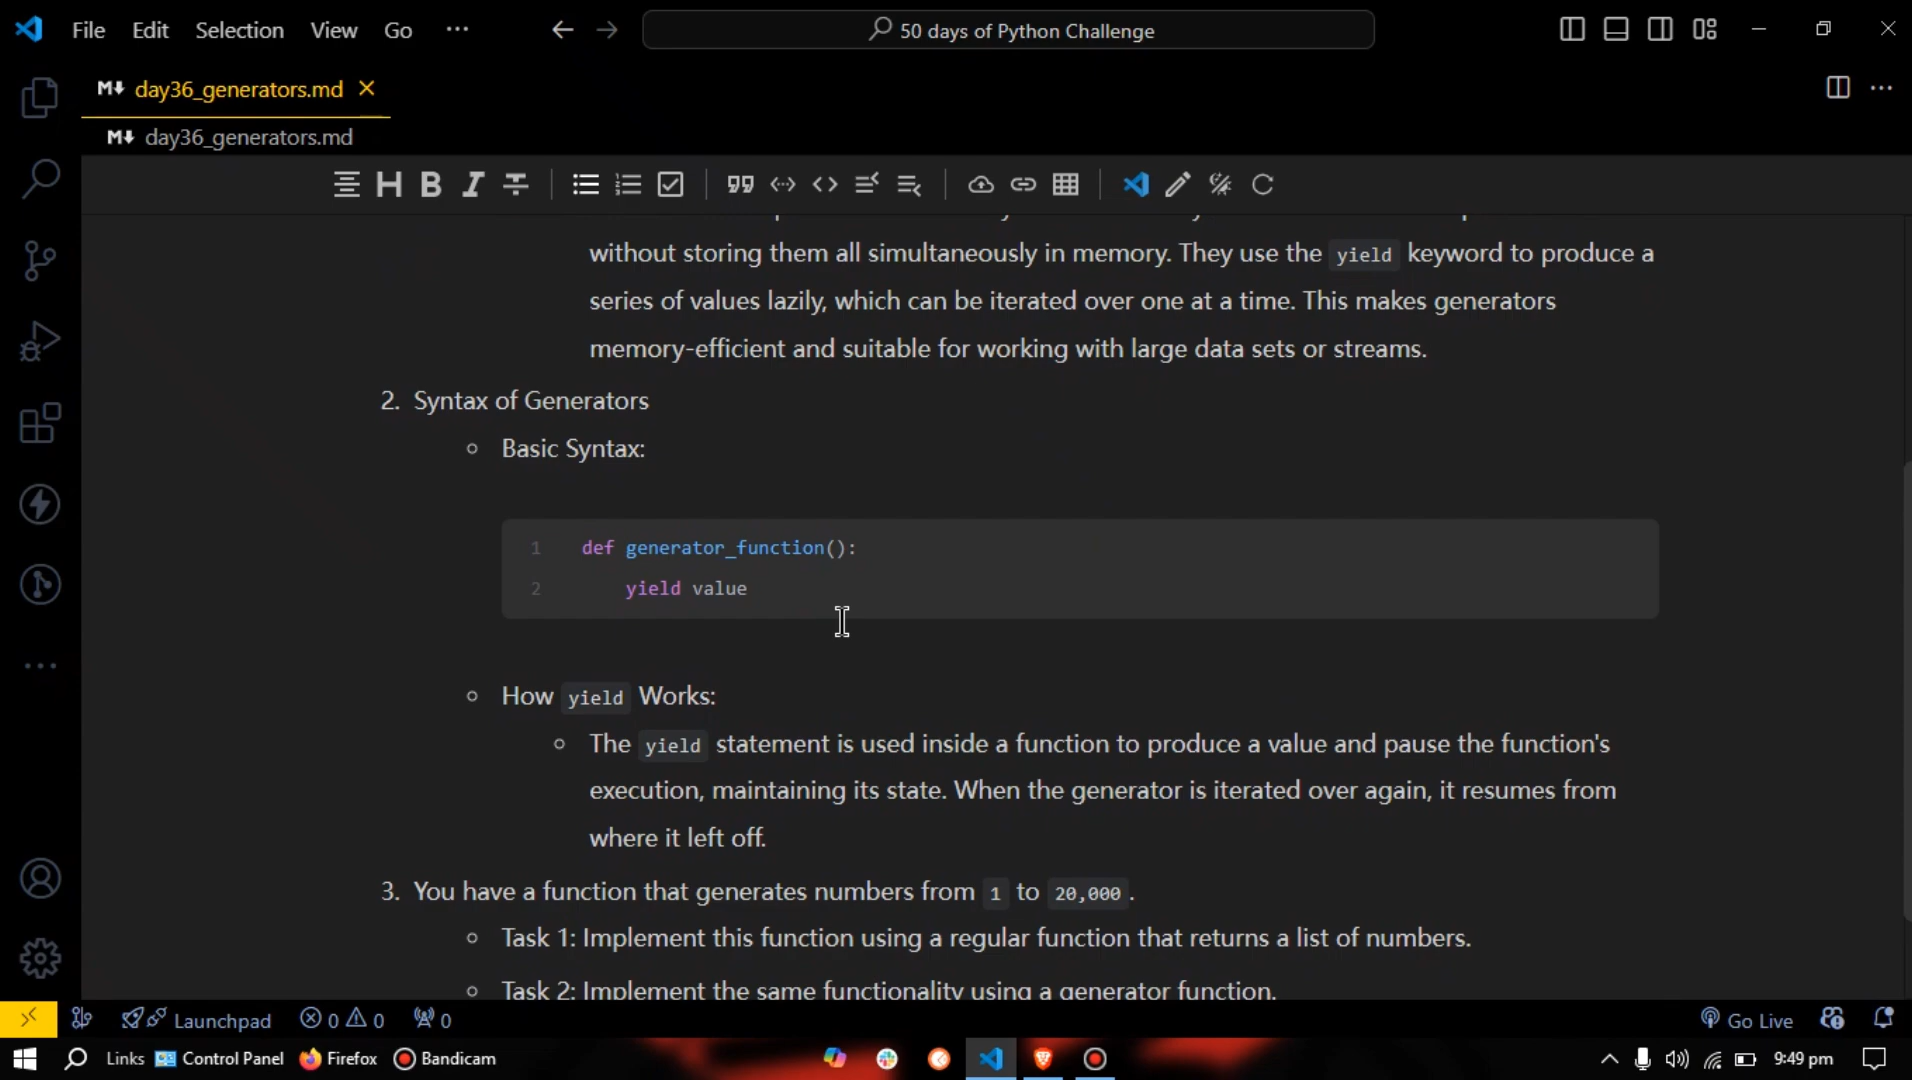 File Edit Selection View Go ··· 50 days of Python Challenge
M↓ day36_generators.md
M↓ day36_generators.md
H B I S
without storing them all simultaneously in memory. They use the yield keyword to produce a
series of values lazily, which can be iterated over one at a time. This makes generators
memory-efficient and suitable for working with large data sets or streams.
2. Syntax of Generators
Basic Syntax:
1 def generator_function():
2 yield value
How yield Works:
The yield statement is used inside a function to produce a value and pause the function's
execution, maintaining its state. When the generator is iterated over again, it resumes from
where it left off.
3. You have a function that generates numbers from 1 to 20,000.
Task 1: Implement this function using a regular function that returns a list of numbers.
Task 2: Implement the same functionality using a generator function.
Launchpad 0 0 0 Go Live
Links Control Panel Firefox Bandicam 9:49 pm